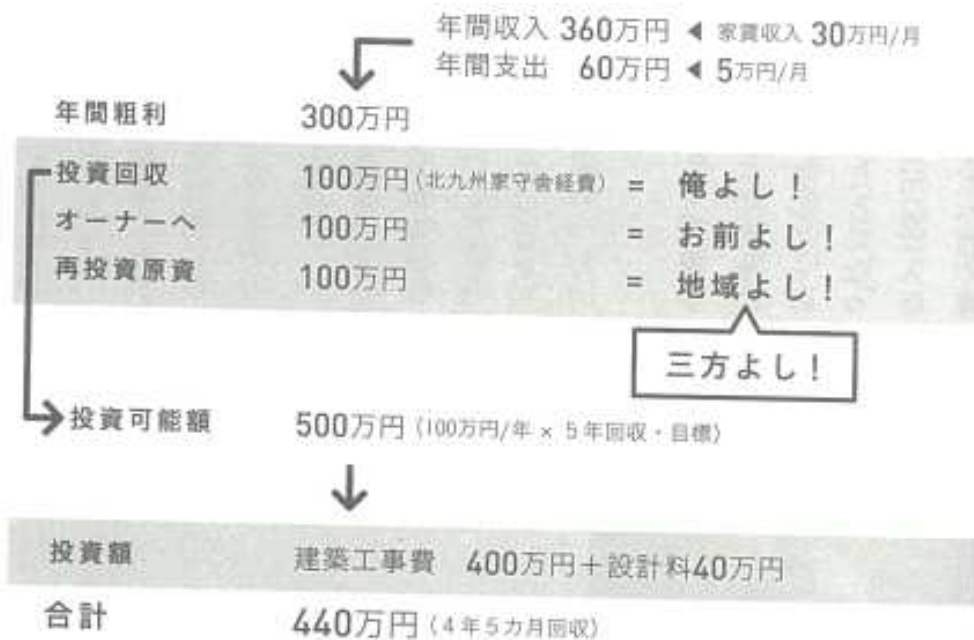 年間収入 360万円 ◀ 家賃収入 30万円/月
年間支出 60万円 ◀ 5万円/月
年間粗利 300万円
投資回収 100万円(北九州家守舎経費) = 俺よし!
オーナーへ 100万円 = お前よし!
再投資原資 100万円 = 地域よし!
三方よし!
投資可能額 500万円(100万円/年 × 5年回収・目標)
投資額 建築工事費 400万円+設計料40万円
合計 440万円(4年5カ月回収)